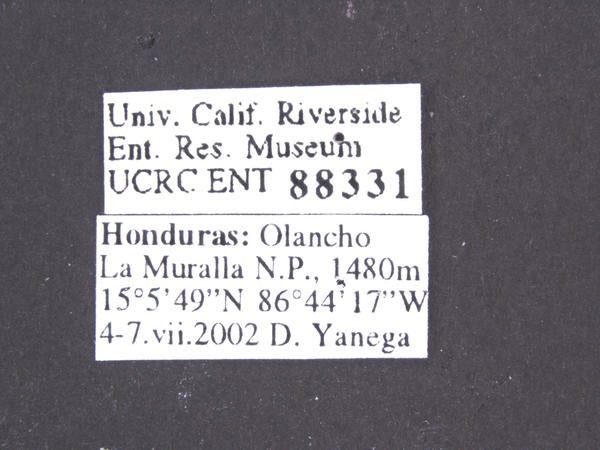 Univ. Calif. Riverside
Ent. Res. Museum
UCRC ENT 88331
Honduras: Olancho
La Muralla N.P., 1480m
15°5'49"N 86°44'17"W
4-7.vii.2002 D. Yanega